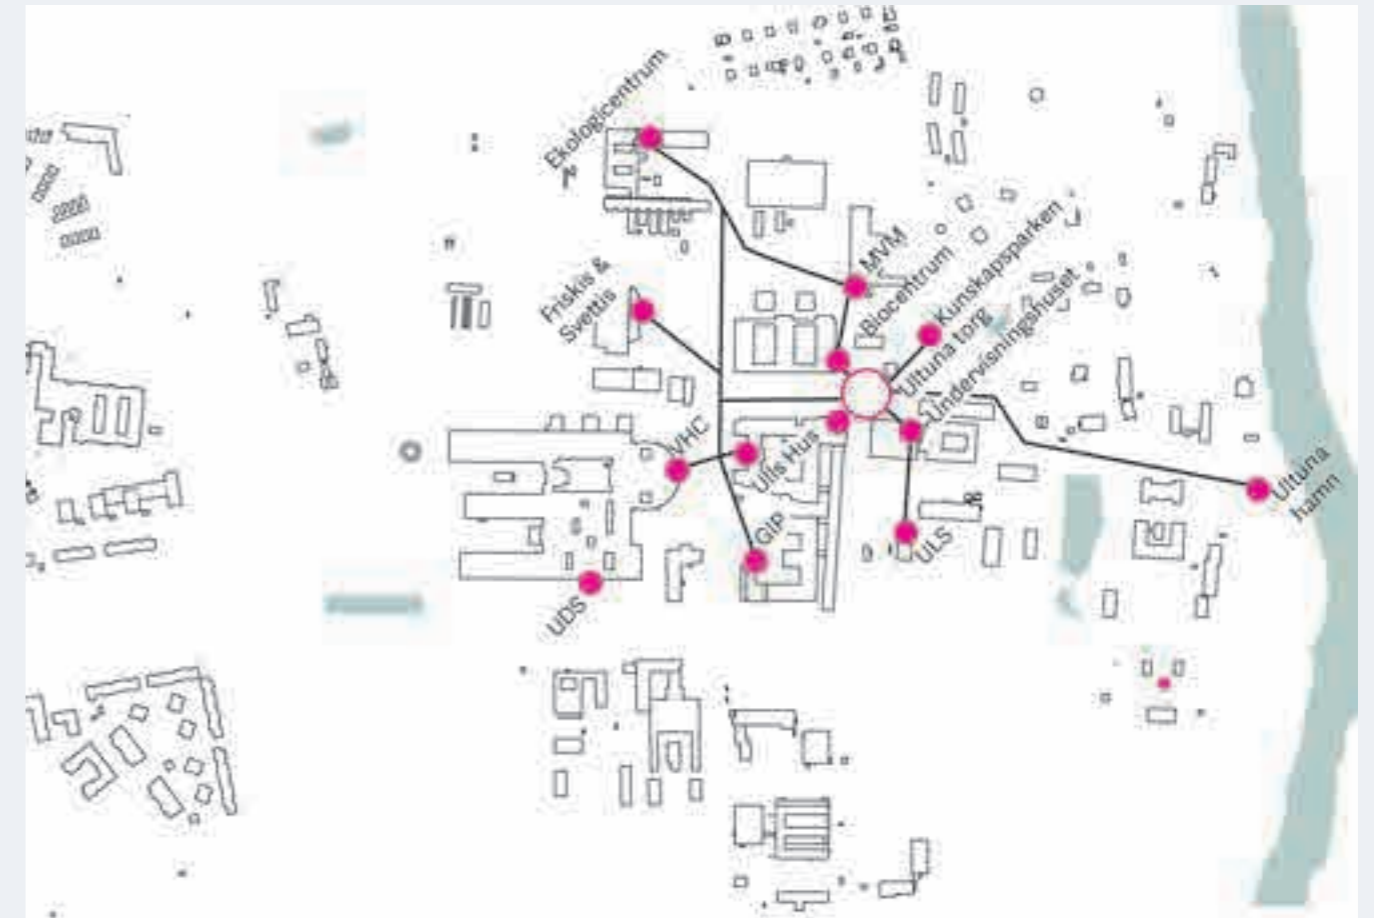 Ekologicentrum
MVM
Biocentrum
Kunskapsparken
Ultuna torg
Undervisningshuset
Friskis &
Svettis
VHC
Ulls Hus
Ultuna
hamn
GIP
ULS
UDS